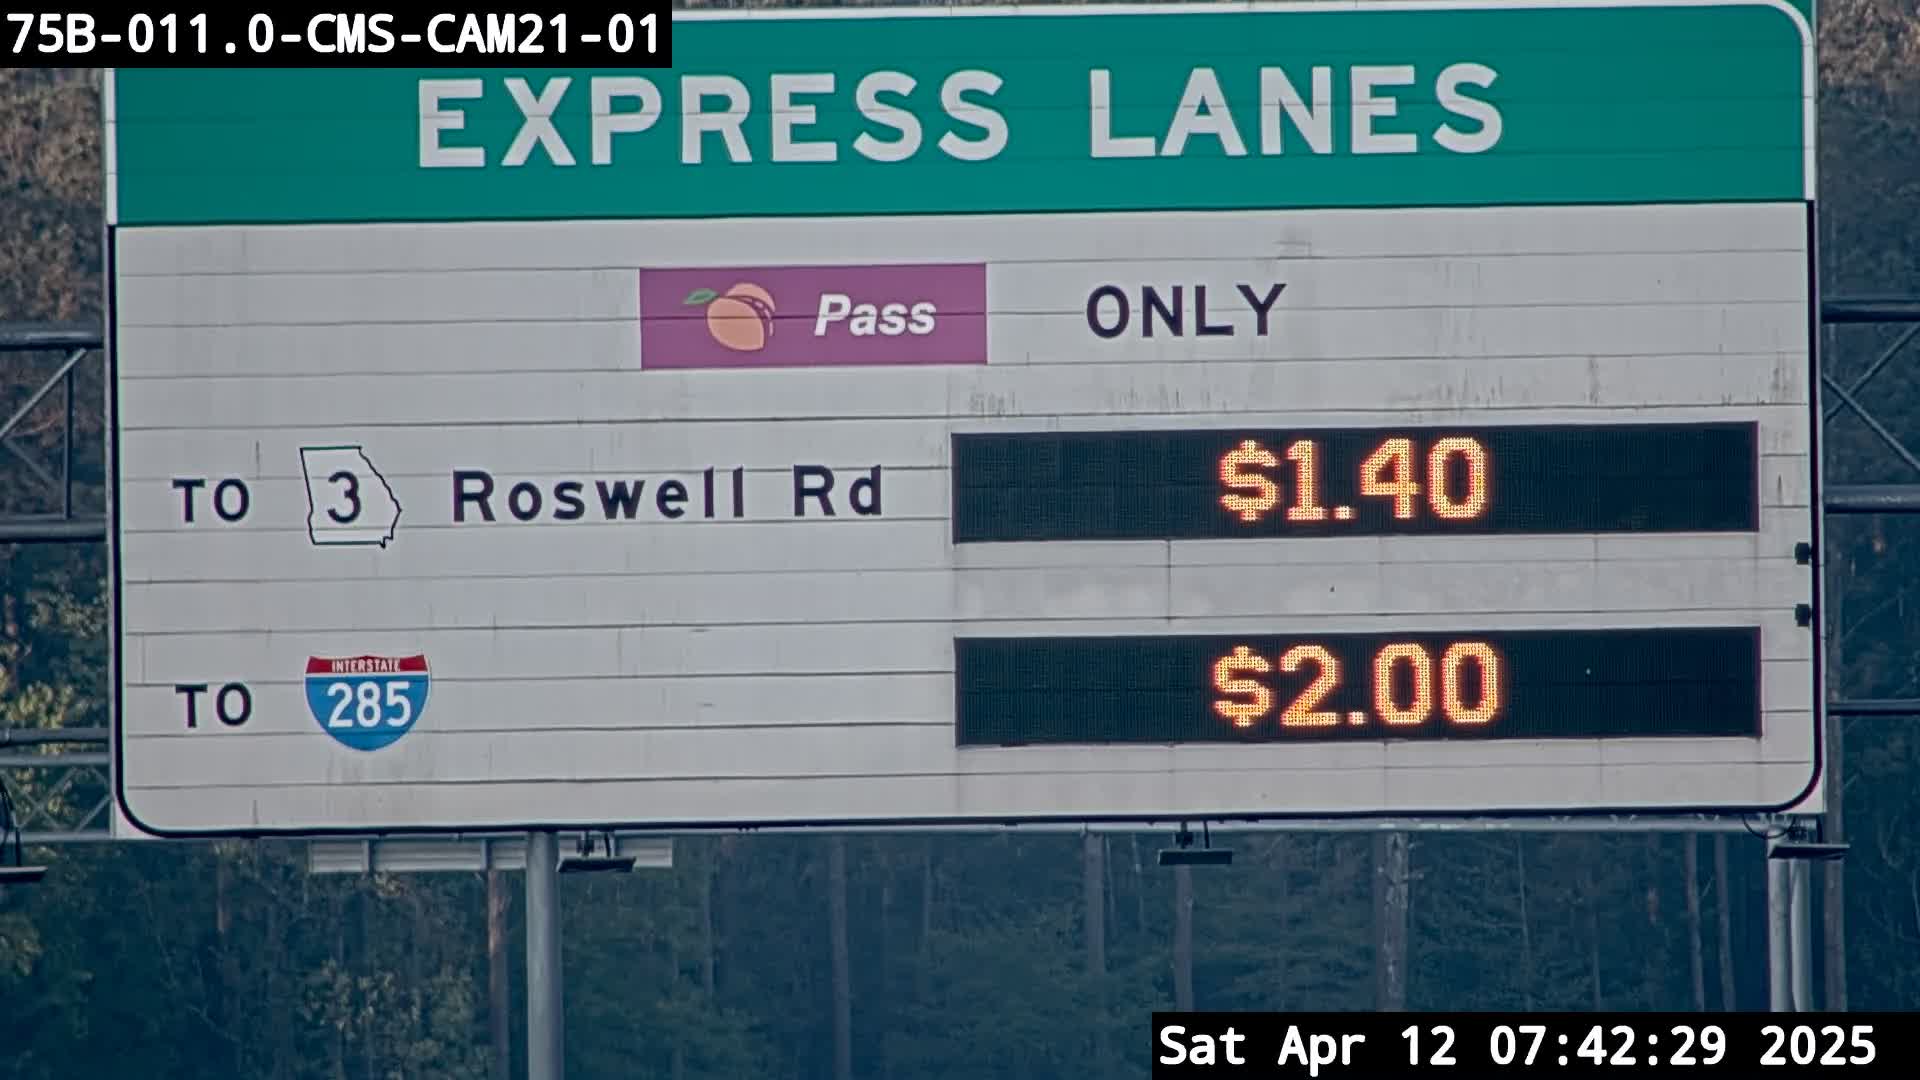 75B-011.0-CMS-CAM21-01
EXPRESS LANES
Pass ONLY
TO 3 Roswell Rd $1.40
INTERSTATE
TO 285 $2.00
Sat Apr 12 07:42:29 2025